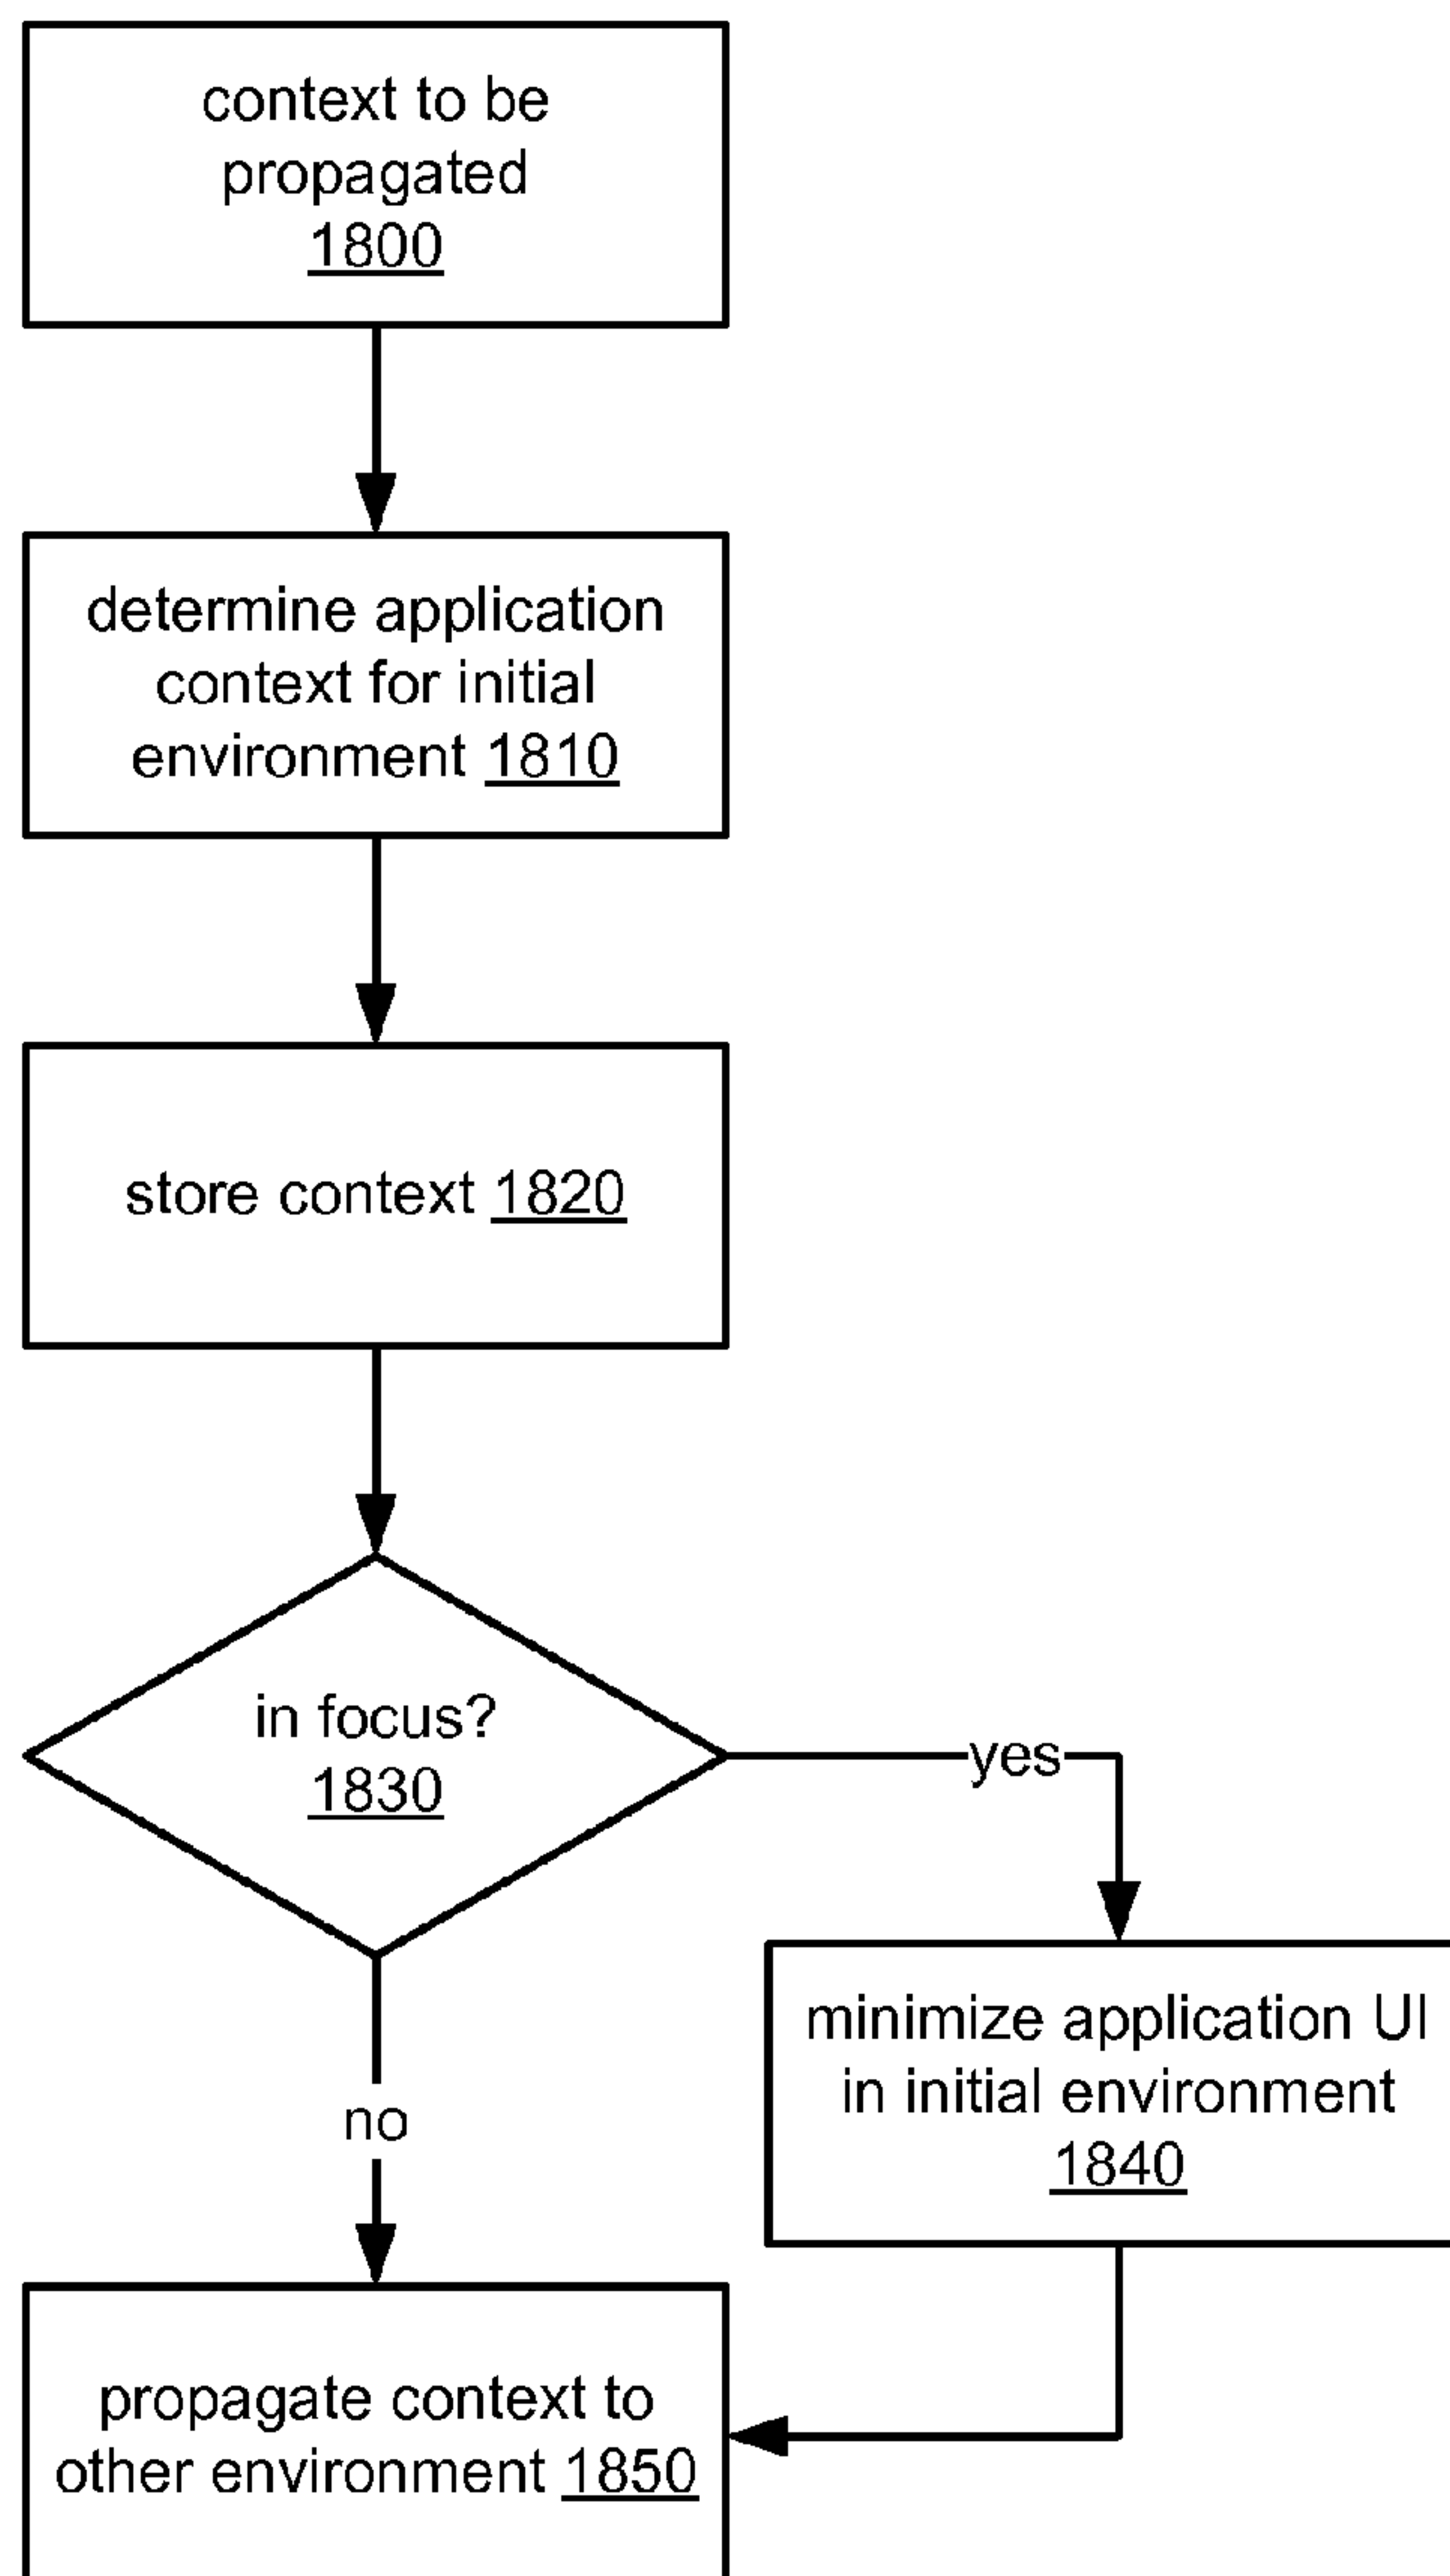 context to be
propagated
1800
determine application
context for initial
environment 1810
store context 1820
in focus?
1830
yes
minimize application UI
in initial environment
1840
no
propagate context to
other environment 1850